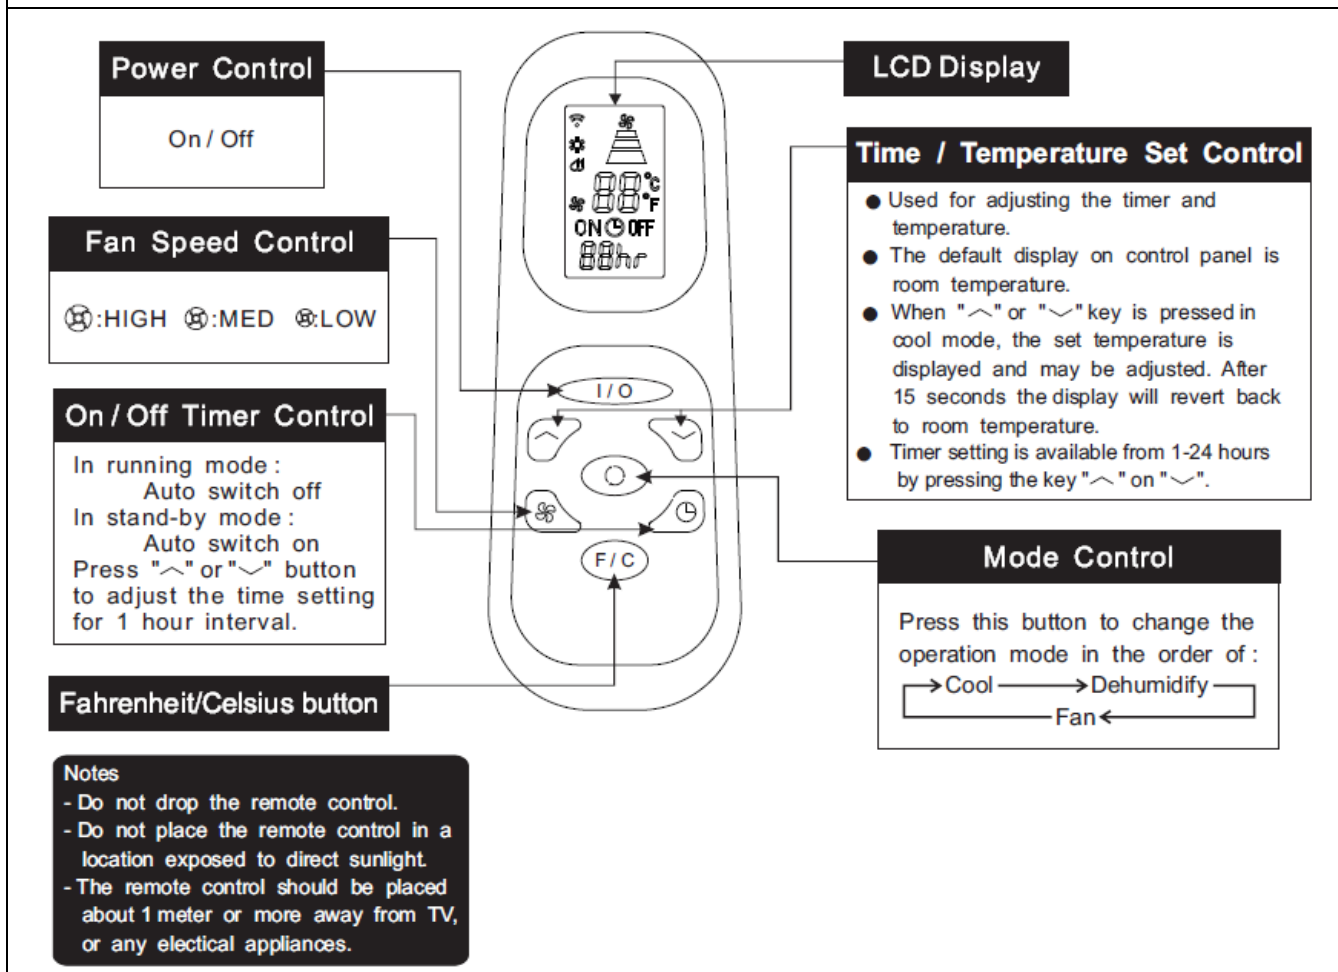 Power Control
On / Off
Fan Speed Control
:HIGH :MED :LOW
On / Off Timer Control
In running mode :
Auto switch off
In stand-by mode :
Auto switch on
Press "︿" or "﹀" button
to adjust the time setting
for 1 hour interval.
Fahrenheit/Celsius button
Notes
- Do not drop the remote control.
- Do not place the remote control in a
location exposed to direct sunlight.
- The remote control should be placed
about 1 meter or more away from TV,
or any electical appliances.
°C
88
°F
ON OFF
88hr
I / O
F / C
LCD Display
Time / Temperature Set Control
● Used for adjusting the timer and
temperature.
● The default display on control panel is
room temperature.
● When "︿" or "﹀" key is pressed in
cool mode, the set temperature is
displayed and may be adjusted. After
15 seconds the display will revert back
to room temperature.
● Timer setting is available from 1-24 hours
by pressing the key "︿" on "﹀".
Mode Control
Press this button to change the
operation mode in the order of :
Cool → Dehumidify
Fan